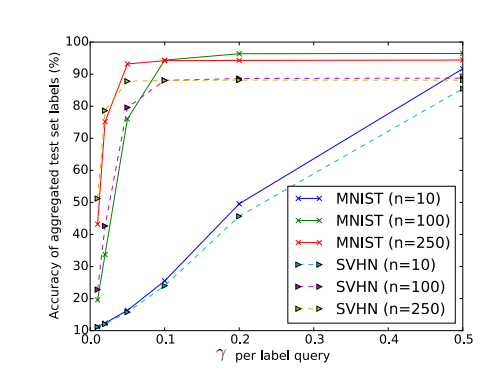 100
90
80
70
60
50
40
30
20
10
Accuracy of aggregated test set labels (%)
MNIST (n=10)
MNIST (n=100)
MNIST (n=250)
SVHN (n=10)
SVHN (n=100)
SVHN (n=250)
0.0 0.1 0.2 0.3 0.4 0.5
γ per label query